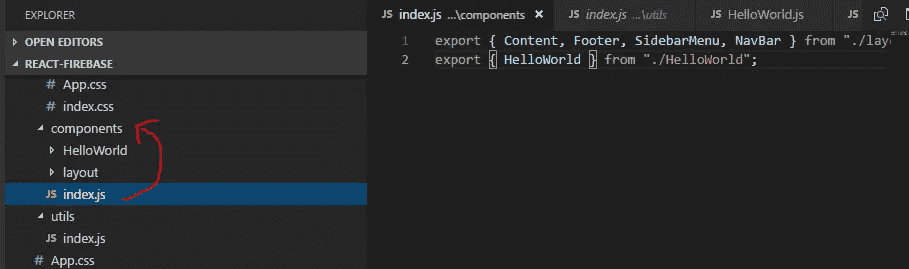 EXPLORER
OPEN EDITORS
REACT-FIREBASE
# App.css
# index.css
components
HelloWorld
layout
JS index.js
utils
JS index.js
# App.css
JS index.js ...\components ×
JS index.js ...\utils
JS HelloWorld.js
JS
1 export { Content, Footer, SidebarMenu, NavBar } from "./lay
2 export { HelloWorld } from "./HelloWorld";